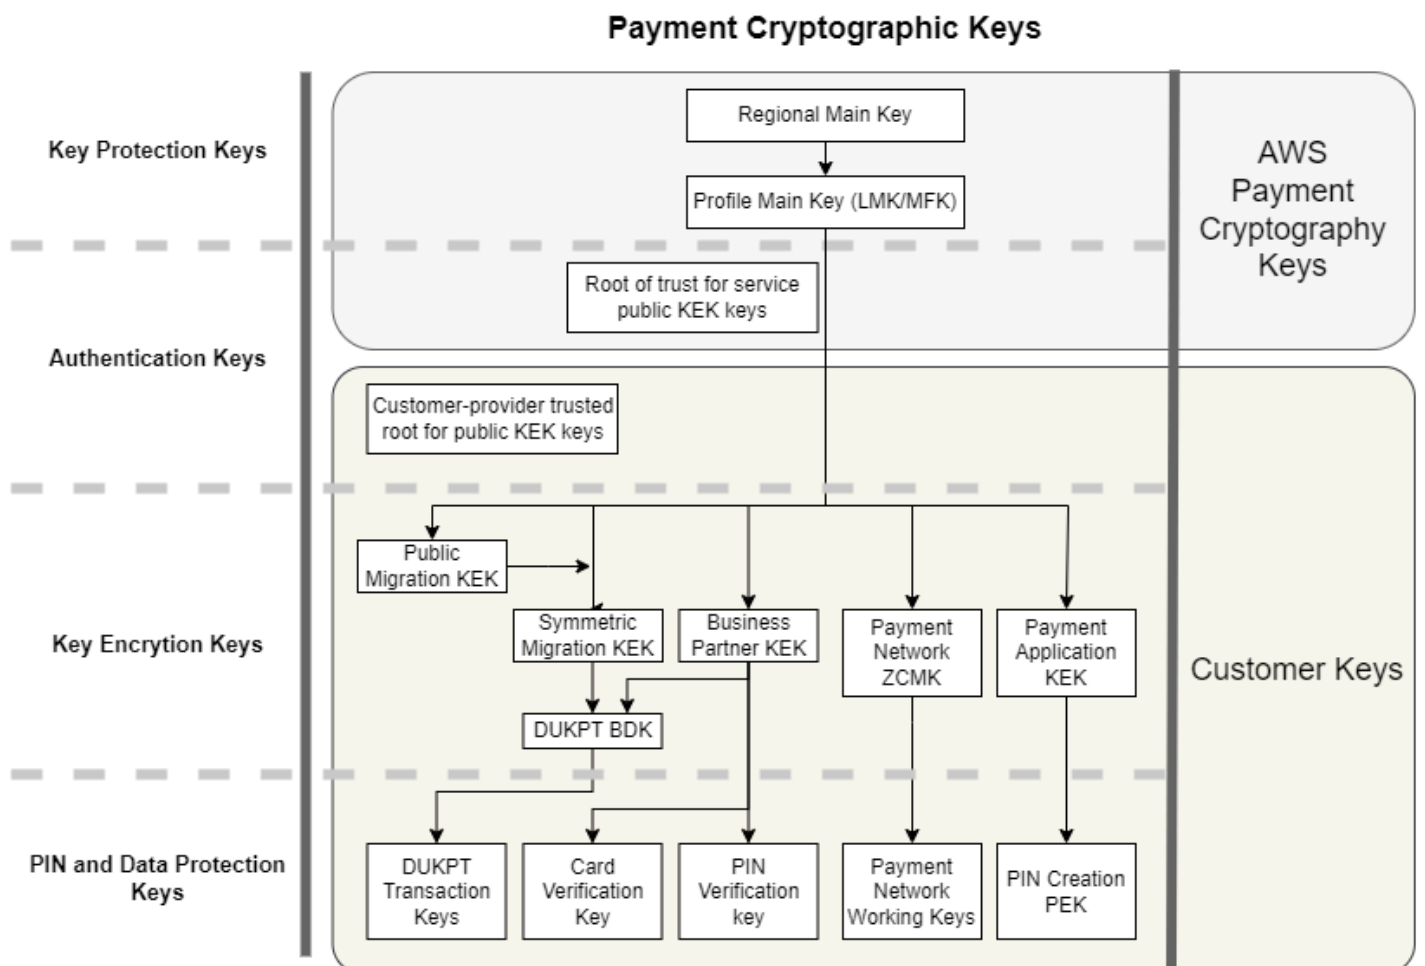 Payment Cryptographic Keys
Key Protection Keys
Regional Main Key
Profile Main Key (LMK/MFK)
AWS
Payment
Cryptography
Keys
Authentication Keys
Root of trust for service
public KEK keys
Customer-provider trusted
root for public KEK keys
Key Encrytion Keys
Public
Migration KEK
Symmetric
Migration KEK
Business
Partner KEK
Payment
Network
ZCMK
Payment
Application
KEK
DUKPT BDK
Customer Keys
PIN and Data Protection
Keys
DUKPT
Transaction
Keys
Card
Verification
Key
PIN
Verification
key
Payment
Network
Working Keys
PIN Creation
PEK